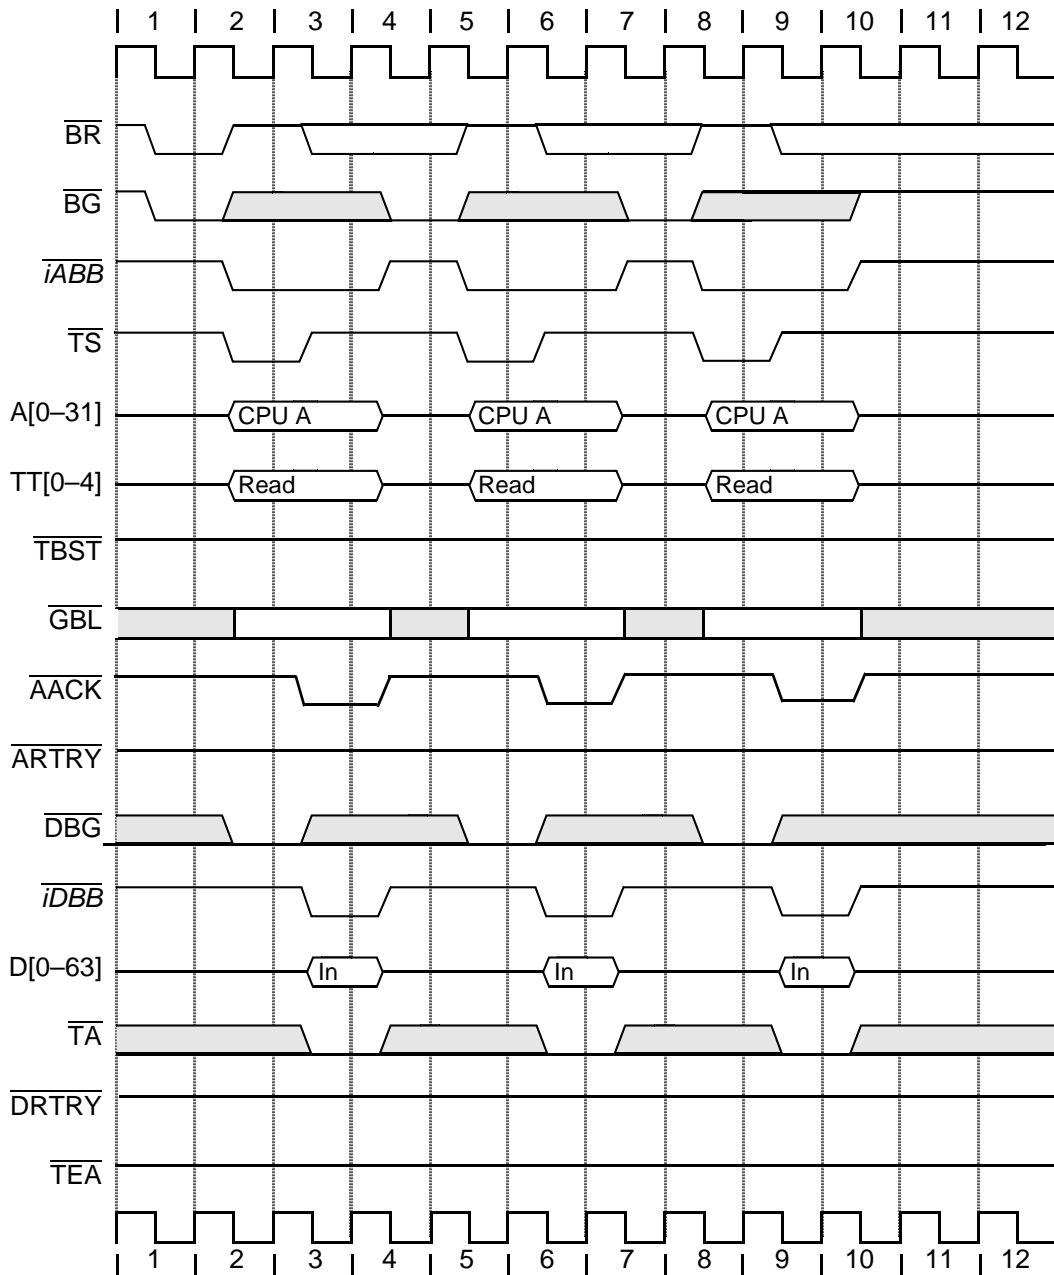 1 2 3 4 5 6 7 8 9 10 11 12
BR
BG
iABB
TS
A[0–31] CPU A CPU A CPU A
TT[0–4] Read Read Read
TBST
GBL
AACK
ARTRY
DBG
iDBB
D[0–63] In In In
TA
DRTRY
TEA
1 2 3 4 5 6 7 8 9 10 11 12